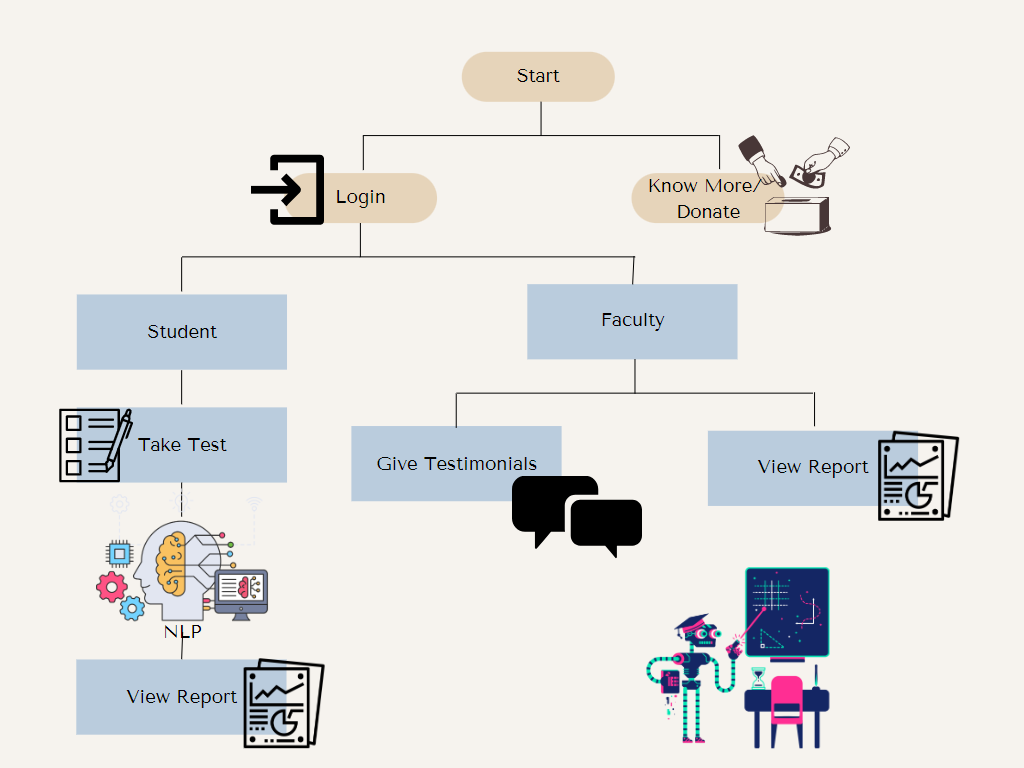 Start
Login
Know More/
Donate
Student
Faculty
Take Test
Give Testimonials
View Report
NLP
View Report